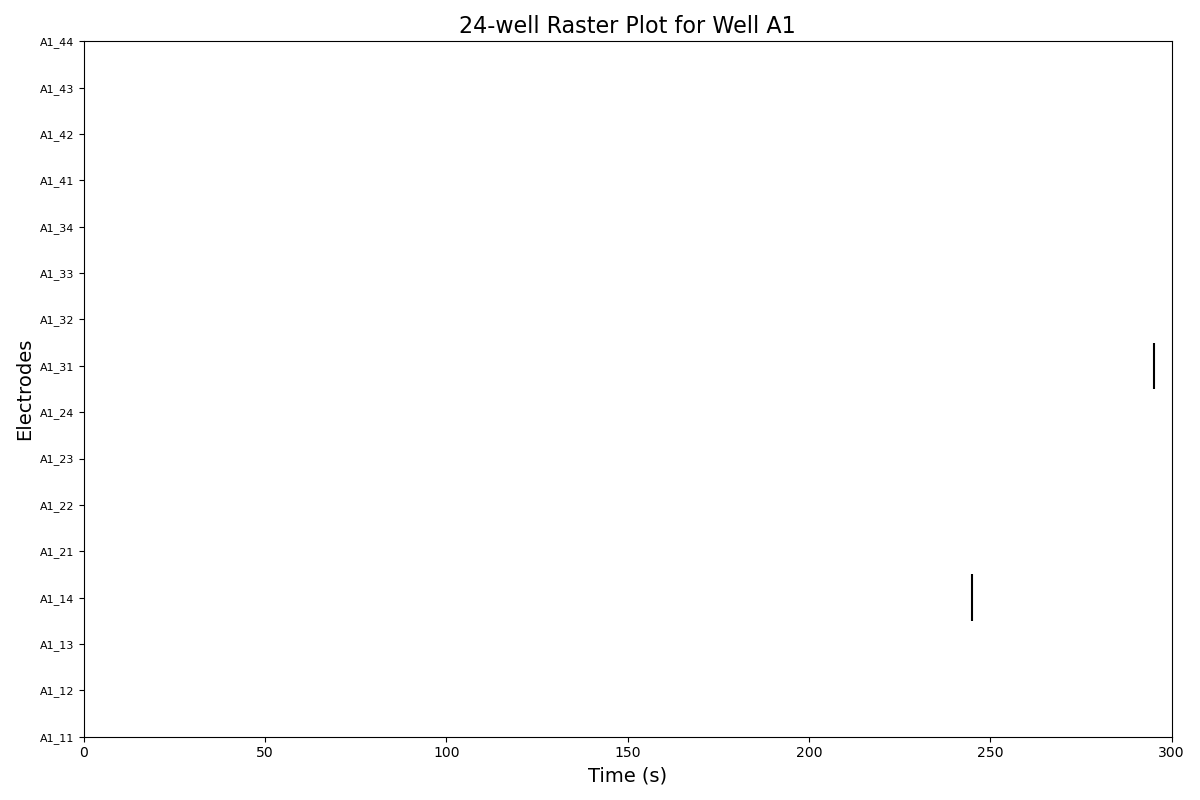 24-well Raster Plot for Well A1
A1_44
A1_43
A1_42
A1_41
A1_34
A1_33
A1_32
A1_31
A1_24
A1_23
A1_22
A1_21
A1_14
A1_13
A1_12
A1_11
Electrodes
0 50 100 150 200 250 300
Time (s)